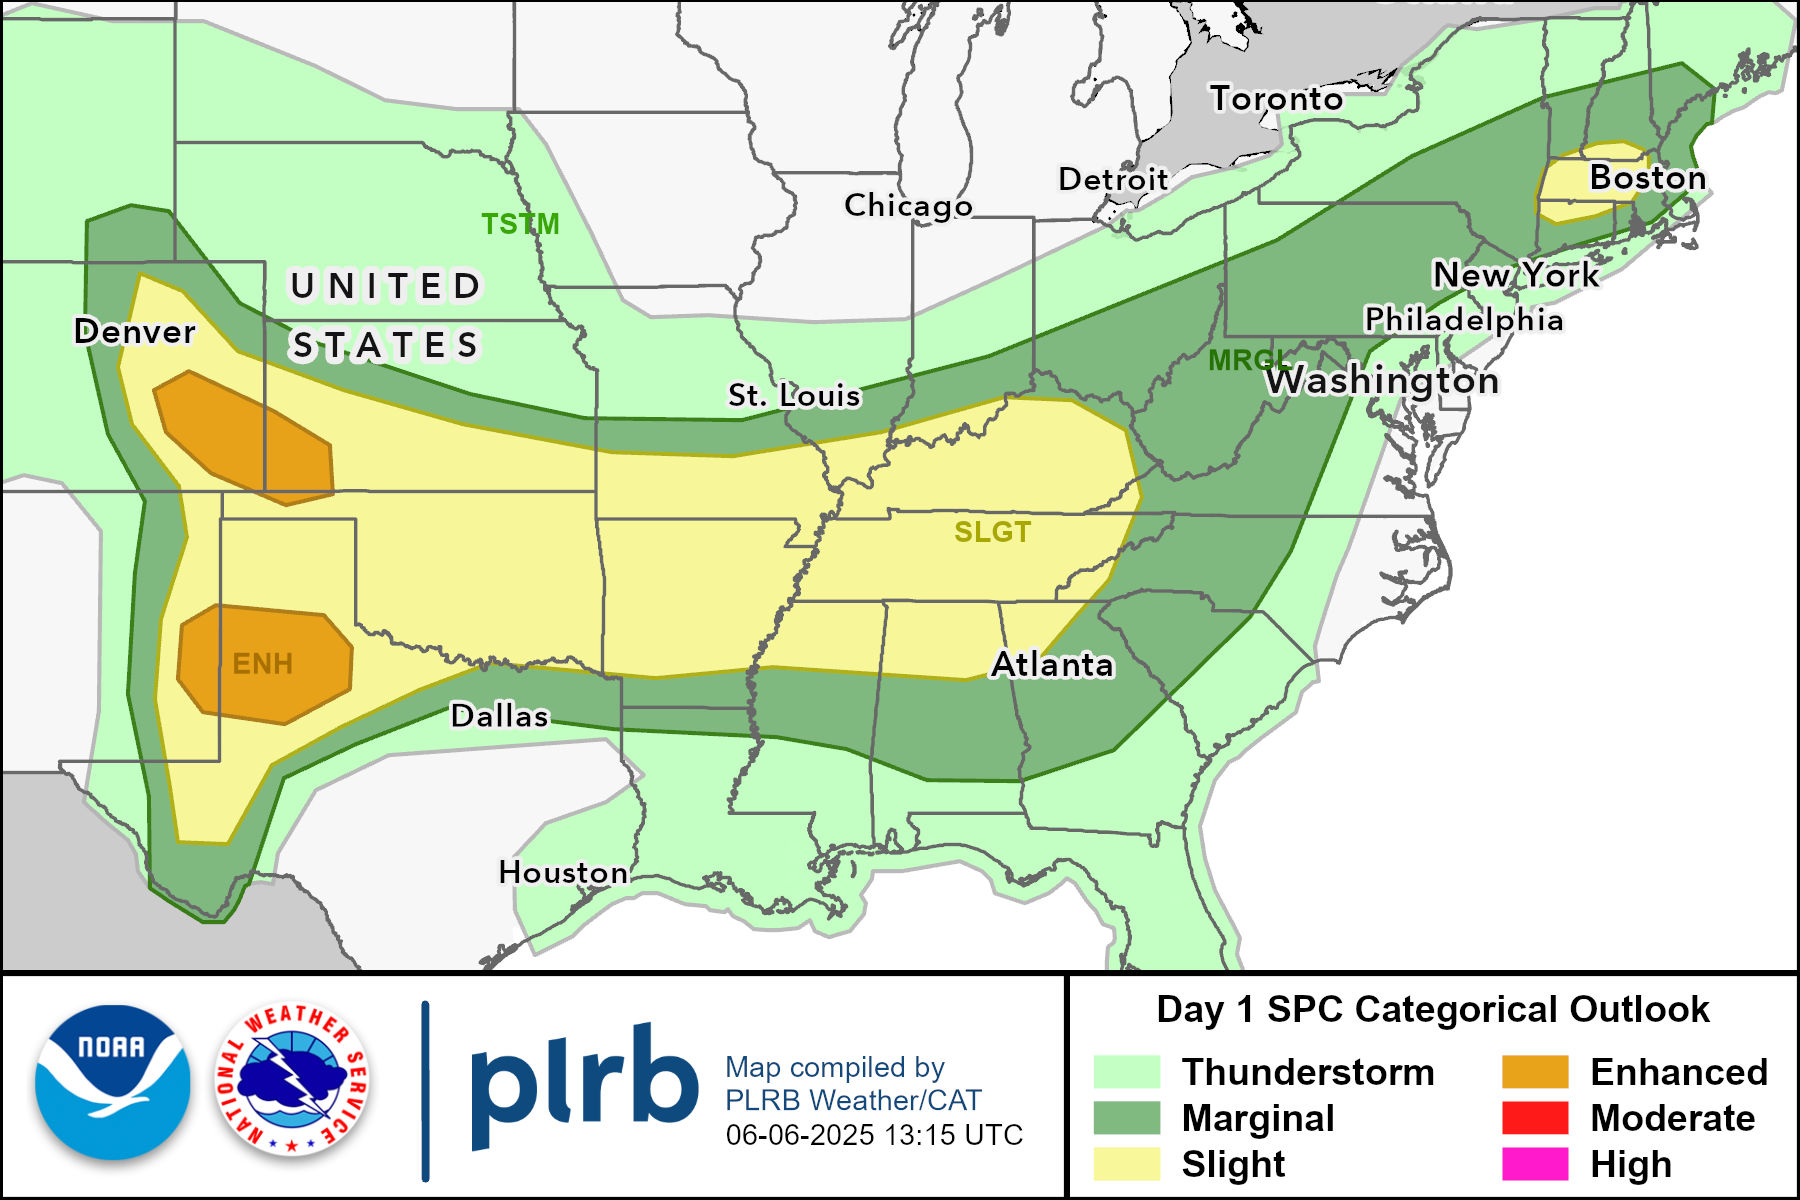 Toronto
Detroit
Boston
Chicago
TSTM
UNITED
STATES
New York
Denver
Philadelphia
MRGL
Washington
St. Louis
SLGT
ENH
Atlanta
Dallas
Houston
NOAA
NATIONAL WEATHER SERVICE
plrb
Map compiled by
PLRB Weather/CAT
06-06-2025 13:15 UTC
Day 1 SPC Categorical Outlook
Thunderstorm
Marginal
Slight
Enhanced
Moderate
High